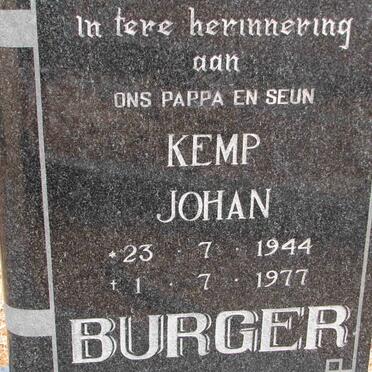 In tere herinnering
aan
ONS PAPPA EN SEUN
KEMP
JOHAN
* 23 · 7 · 1944
† 1 · 7 · 1977
BURGER